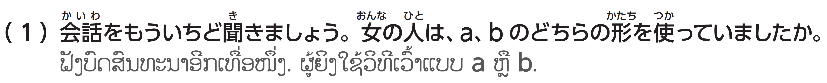 (1) 会話をもういちど聞きましょう。女の人は、a、bのどちらの形を使っていましたか。
ຟັງບົດສົນທະນາອີກເທື່ອໜຶ່ງ. ຜູ້ຍິງໃຊ້ວິທີເວົ້າແບບ a ຫຼື b.